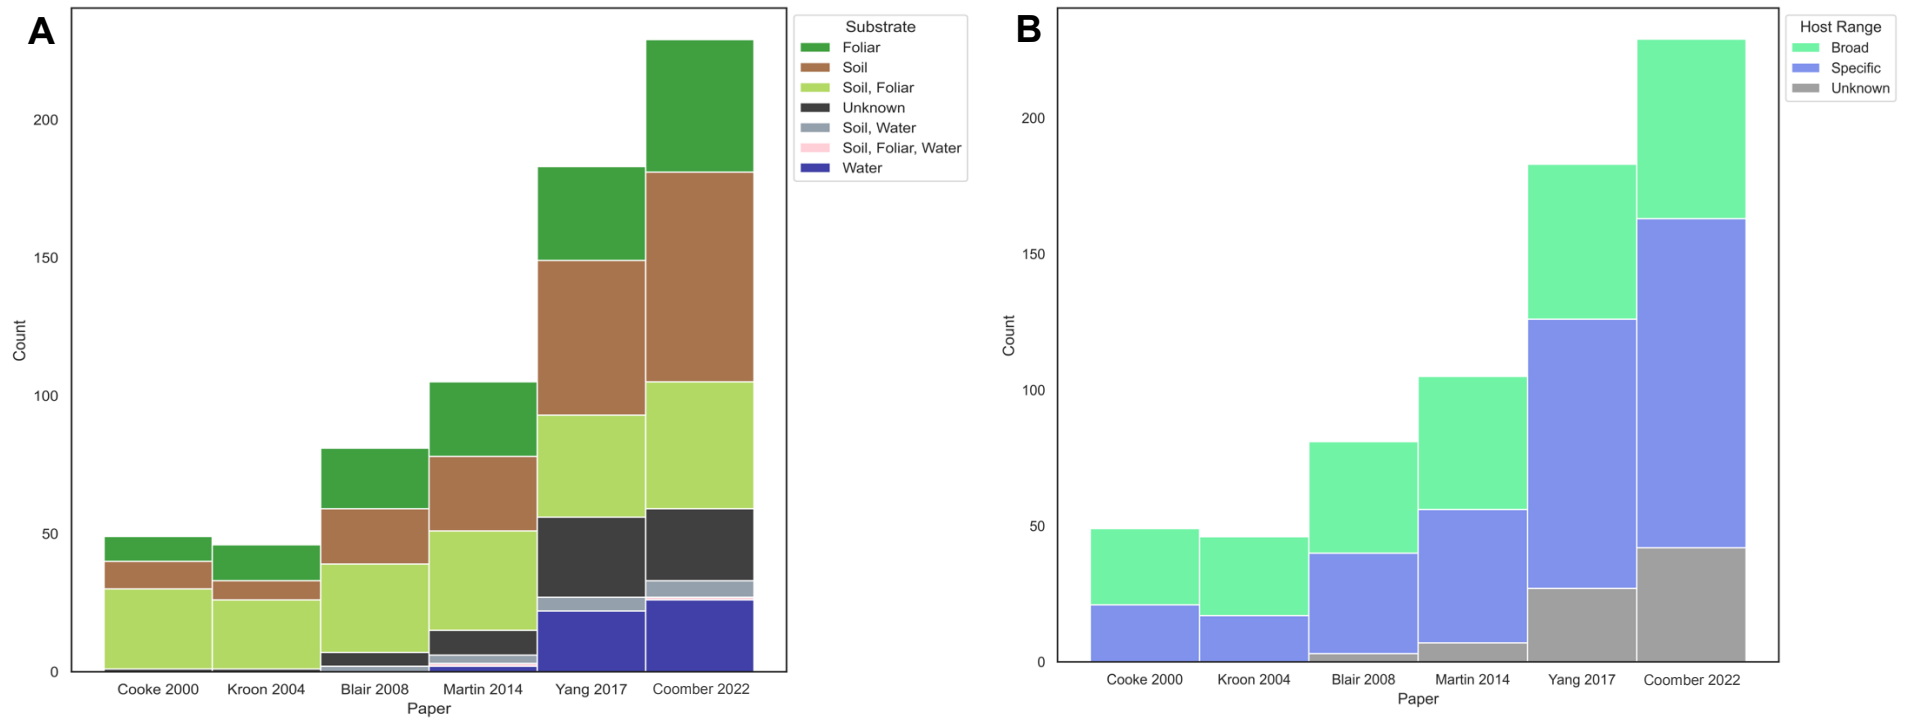 A
Substrate
Foliar
Soil
Soil, Foliar
Unknown
Soil, Water
Soil, Foliar, Water
Water
Count
200
150
100
50
0
Cooke 2000 Kroon 2004 Blair 2008 Martin 2014 Yang 2017 Coomber 2022
Paper
B
Host Range
Broad
Specific
Unknown
Count
200
150
100
50
0
Cooke 2000 Kroon 2004 Blair 2008 Martin 2014 Yang 2017 Coomber 2022
Paper